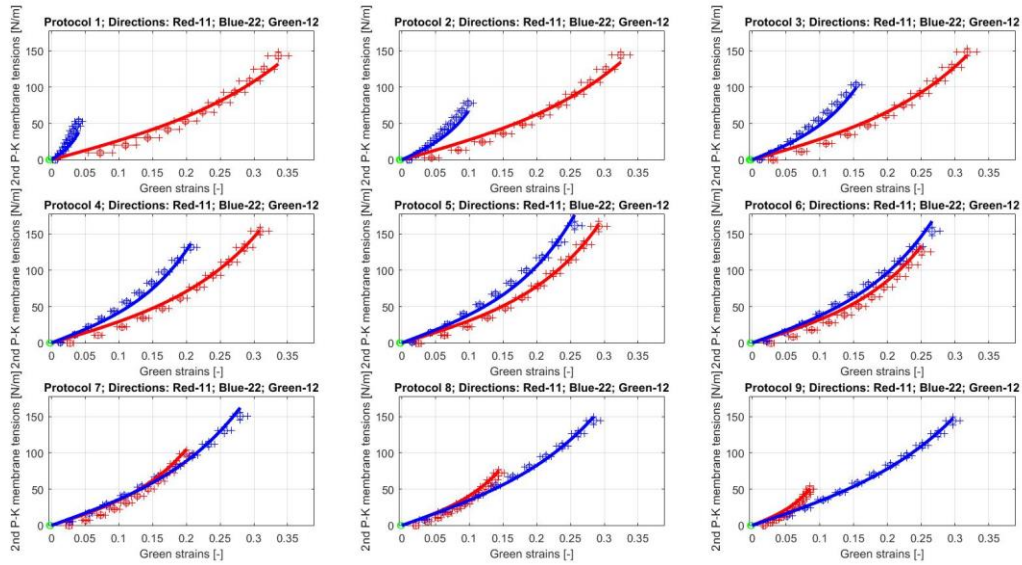 Protocol 1; Directions: Red-11; Blue-22; Green-12
Protocol 2; Directions: Red-11; Blue-22; Green-12
Protocol 3; Directions: Red-11; Blue-22; Green-12
2nd P-K membrane tensions [N/m]
150
100
50
0
0 0.05 0.1 0.15 0.2 0.25 0.3 0.35
Green strains [-]
2nd P-K membrane tensions [N/m]
150
100
50
0
0 0.05 0.1 0.15 0.2 0.25 0.3 0.35
Green strains [-]
2nd P-K membrane tensions [N/m]
150
100
50
0
0 0.05 0.1 0.15 0.2 0.25 0.3 0.35
Green strains [-]
Protocol 4; Directions: Red-11; Blue-22; Green-12
Protocol 5; Directions: Red-11; Blue-22; Green-12
Protocol 6; Directions: Red-11; Blue-22; Green-12
2nd P-K membrane tensions [N/m]
150
100
50
0
0 0.05 0.1 0.15 0.2 0.25 0.3 0.35
Green strains [-]
2nd P-K membrane tensions [N/m]
150
100
50
0
0 0.05 0.1 0.15 0.2 0.25 0.3 0.35
Green strains [-]
2nd P-K membrane tensions [N/m]
150
100
50
0
0 0.05 0.1 0.15 0.2 0.25 0.3 0.35
Green strains [-]
Protocol 7; Directions: Red-11; Blue-22; Green-12
Protocol 8; Directions: Red-11; Blue-22; Green-12
Protocol 9; Directions: Red-11; Blue-22; Green-12
2nd P-K membrane tensions [N/m]
150
100
50
0
0 0.05 0.1 0.15 0.2 0.25 0.3 0.35
Green strains [-]
2nd P-K membrane tensions [N/m]
150
100
50
0
0 0.05 0.1 0.15 0.2 0.25 0.3 0.35
Green strains [-]
2nd P-K membrane tensions [N/m]
150
100
50
0
0 0.05 0.1 0.15 0.2 0.25 0.3 0.35
Green strains [-]